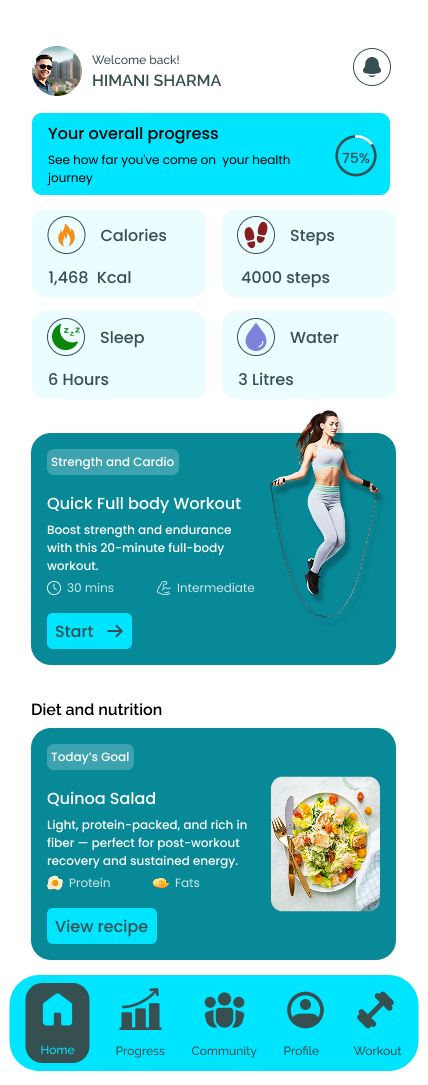 Welcome back!
HIMANI SHARMA
Your overall progress
See how far you've come on  your health
journey
75%
Calories
1,468  Kcal
Steps
4000 steps
zzz
Sleep
6 Hours
Water
3 Litres
Strength and Cardio
Quick Full body Workout
Boost strength and endurance
with this 20-minute full-body
workout.
30 mins
Intermediate
Start
Diet and nutrition
Today's Goal
Quinoa Salad
Light, protein-packed, and rich in
fiber — perfect for post-workout
recovery and sustained energy.
Protein
Fats
View recipe
Home
Progress
Community
Profile
Workout